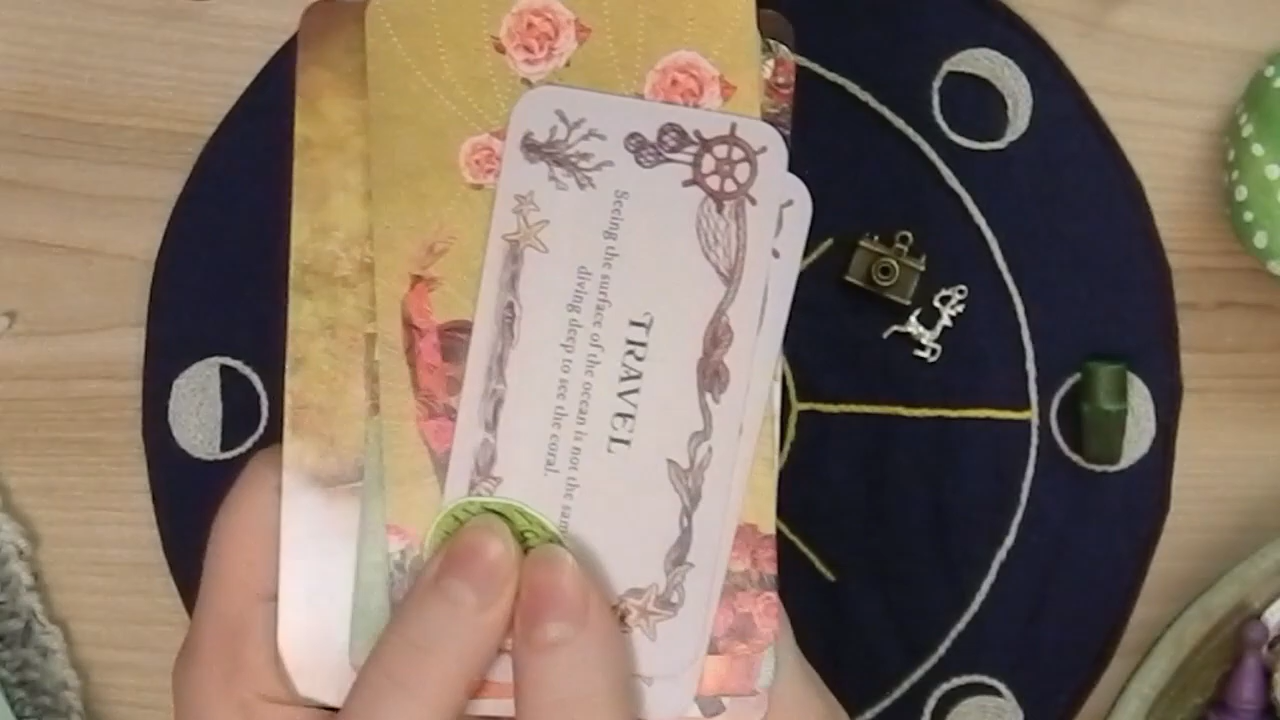 TRAVEL
Seeing the surface of the ocean is not the sam
diving deep to see the coral.